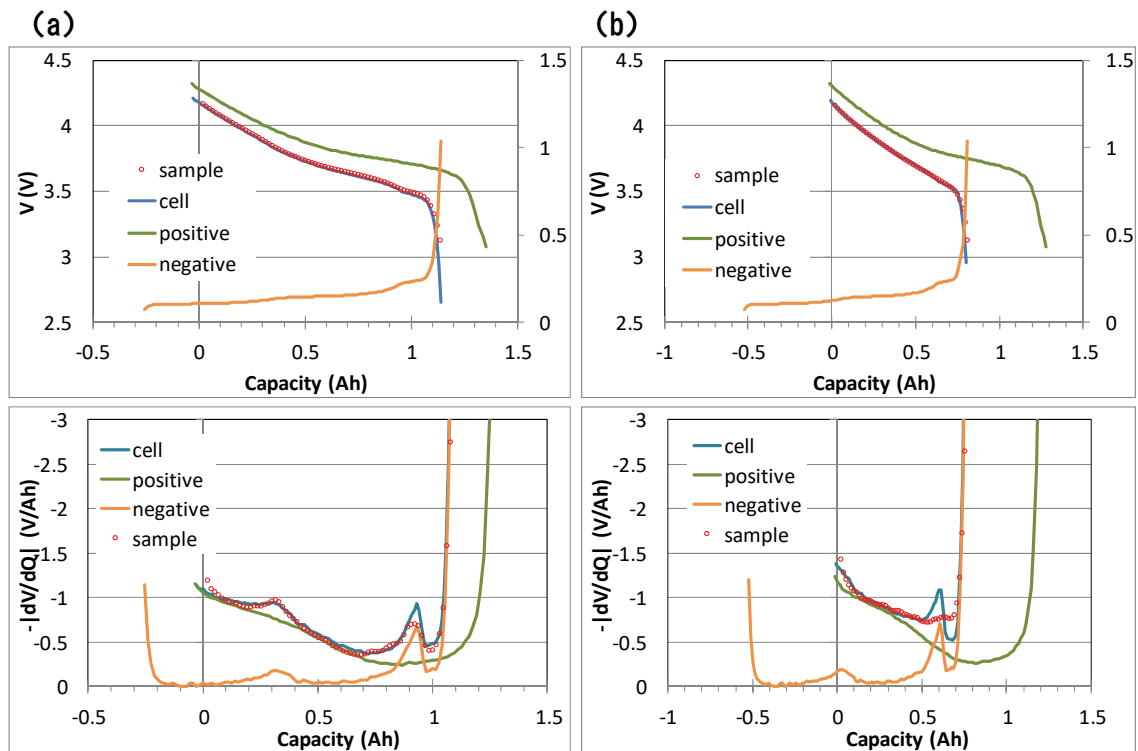 (a)
4.5
4
3.5
3
2.5
V (V)
1.5
1
0.5
0
sample
cell
positive
negative
-0.5 0 0.5 1 1.5
Capacity (Ah)
(b)
4.5
4
3.5
3
2.5
V (V)
1.5
1
0.5
0
sample
cell
positive
negative
-1 -0.5 0 0.5 1 1.5
Capacity (Ah)
-3
-2.5
-2
-1.5
-1
-0.5
0
-|dV/dQ| (V/Ah)
cell
positive
negative
sample
-0.5 0 0.5 1 1.5
Capacity (Ah)
-3
-2.5
-2
-1.5
-1
-0.5
0
-|dV/dQ| (V/Ah)
cell
positive
negative
sample
-1 -0.5 0 0.5 1 1.5
Capacity (Ah)